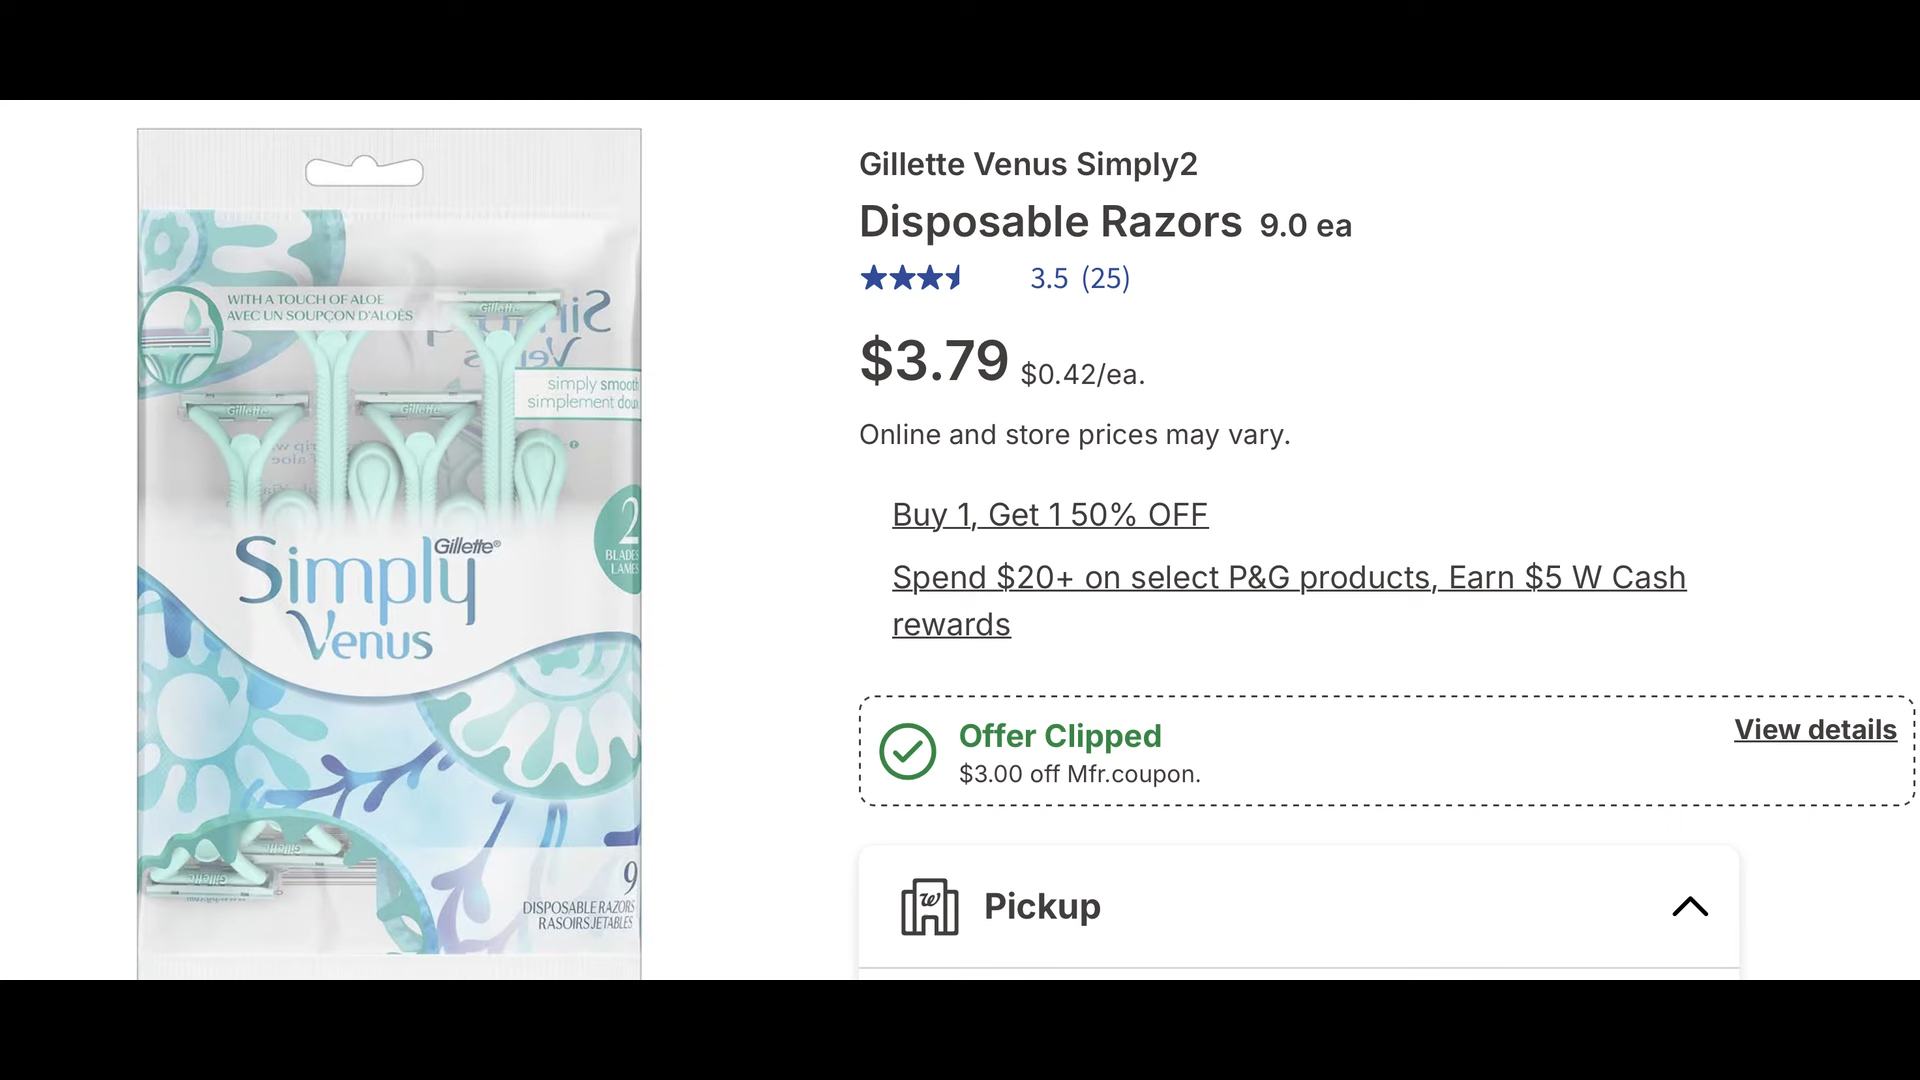 Gillette Venus Simply2
Disposable Razors 9.0 ea
3.5 (25)
$3.79 $0.42/ea.
Online and store prices may vary.
Buy 1, Get 1 50% OFF
Spend $20+ on select P&G products, Earn $5 W Cash
rewards
Offer Clipped
View details
$3.00 off Mfr.coupon.
Pickup
WITH A TOUCH OF ALOE
AVEC UN SOUPÇON D'ALOÈS
Gillette
simply smooth
simplement doux
Gillette
Gillette
2
BLADES
LAMES
Gillette®
Simply
Venus
9
DISPOSABLE RAZORS
RASOIRS JETABLES